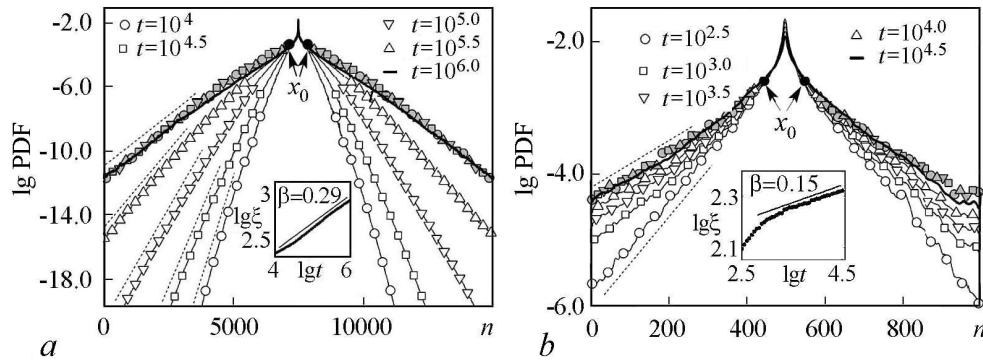 -2.0
t=10⁴
t=10^4.5
t=10^5.0
t=10^5.5
t=10^6.0
x₀
-6.0
lg PDF
-11.0
-14.0
-18.0
3
2.5
lgξ
β=0.29
4
lgt
6
0
5000
10000
n
a
-2.0
t=10^2.5
t=10^3.0
t=10^3.5
t=10^4.0
t=10^4.5
x₀
lg PDF
-4.0
-6.0
2.3
2.1
lgξ
β=0.15
2.5
lgt
4.5
0
200
400
600
800
n
b